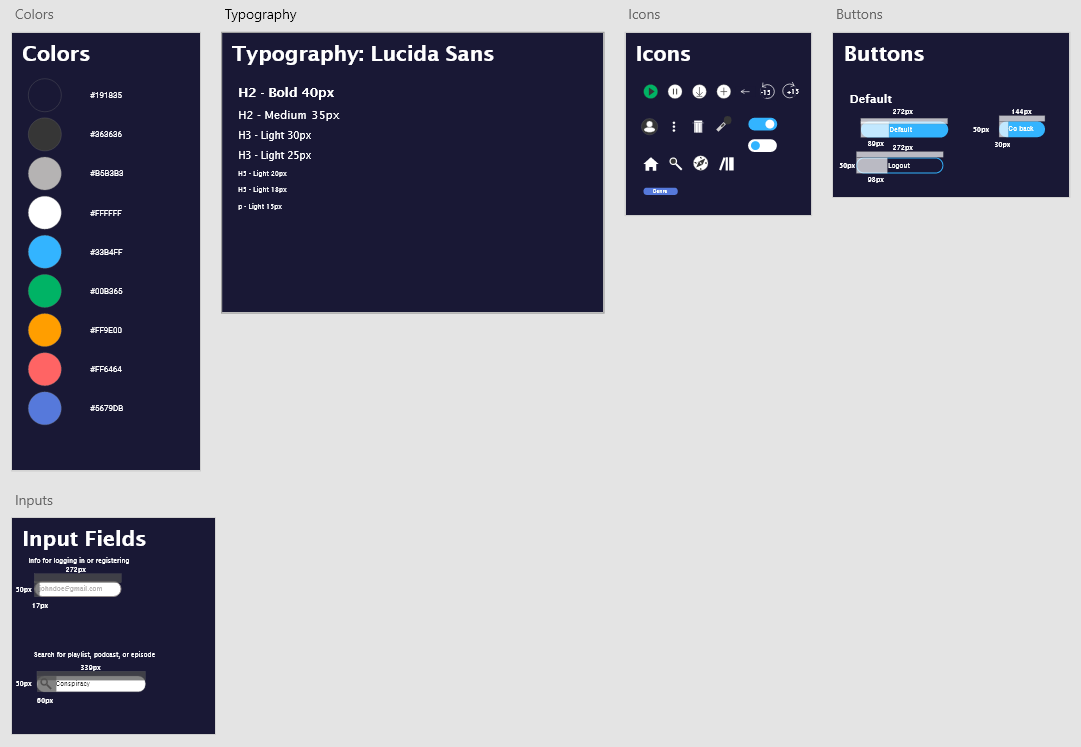 Colors
Colors
#191835
#363636
#B5B3B3
#FFFFFF
#33B4FF
#00B365
#FF9E00
#FF6464
#5679DB
Typography
Typography: Lucida Sans
H2 - Bold 40px
H2 - Medium 35px
H3 - Light 30px
H3 - Light 25px
H5 - Light 20px
H5 - Light 18px
p - Light 15px
Icons
Icons
-15
+15
Genre
Buttons
Buttons
Default
272px
Default
89px
50px
144px
Go back
30px
272px
50px
Logout
98px
Inputs
Input Fields
Info for logging in or registering
272px
50px
johndoe@gmail.com
17px
Search for playlist, podcast, or episode
339px
50px
Conspiracy
60px